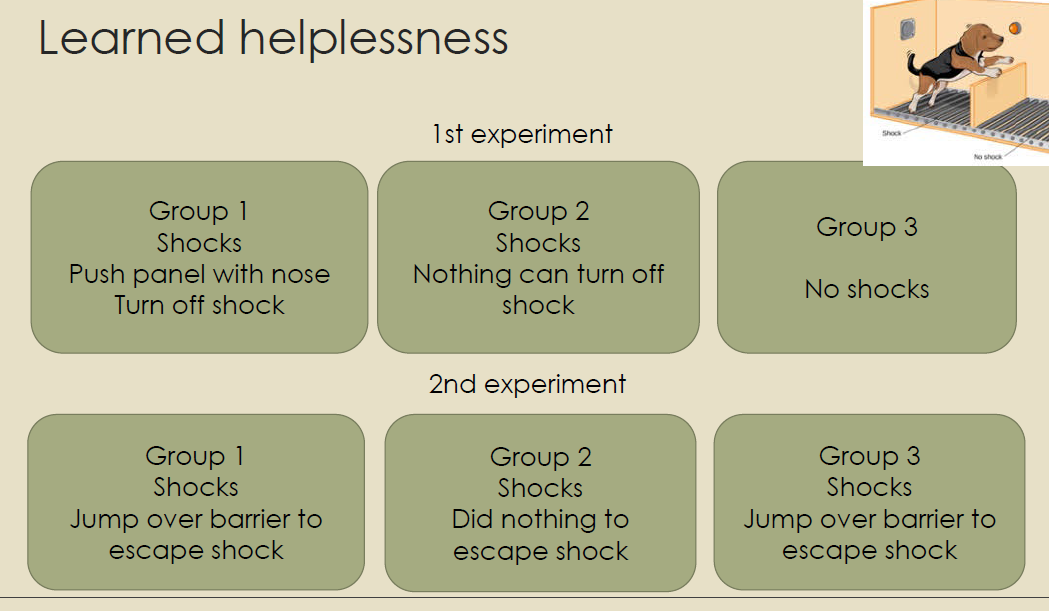 Learned helplessness
Shock
No shock
1st experiment
Group 1
Shocks
Push panel with nose
Turn off shock
Group 2
Shocks
Nothing can turn off
shock
Group 3
No shocks
2nd experiment
Group 1
Shocks
Jump over barrier to
escape shock
Group 2
Shocks
Did nothing to
escape shock
Group 3
Shocks
Jump over barrier to
escape shock